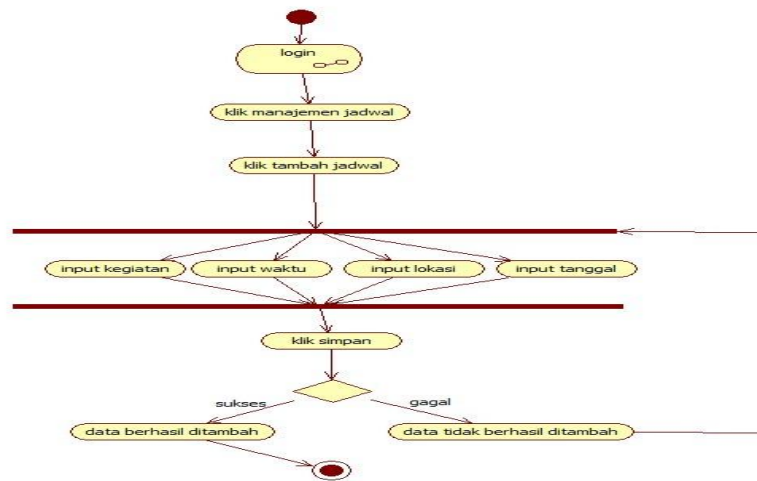 login
klik manajemen jadwal
klik tambah jadwal
input kegiatan
input waktu
input lokasi
input tanggal
klik simpan
sukses
gagal
data berhasil ditambah
data tidak berhasil ditambah